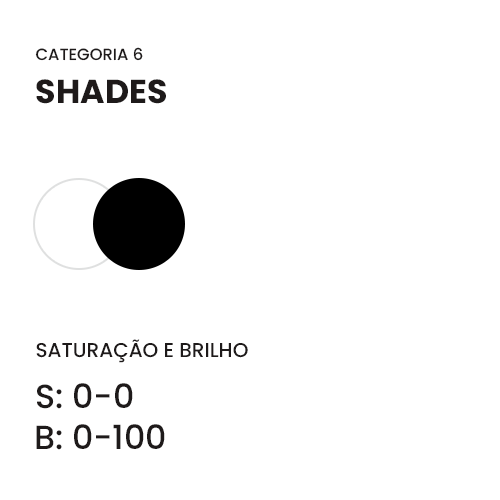 CATEGORIA 6
SHADES
SATURAÇÃO E BRILHO
S: 0-0
B: 0-100